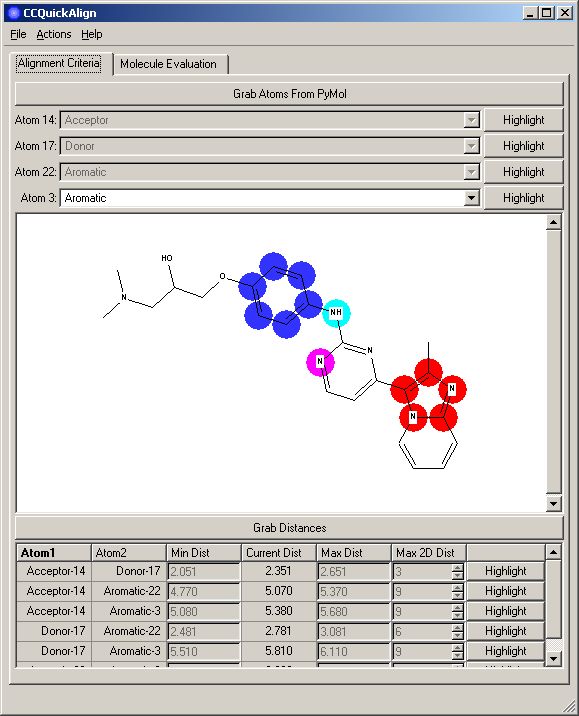 CCQuickAlign
File Actions Help
Alignment Criteria Molecule Evaluation
Grab Atoms From PyMol
Atom 14: Acceptor Highlight
Atom 17: Donor Highlight
Atom 22: Aromatic Highlight
Atom 3: Aromatic Highlight
HO
O
N
NH
N
N
N
N
Grab Distances
Atom1 Atom2 Min Dist Current Dist Max Dist Max 2D Dist
Acceptor-14 Donor-17 2.051 2.351 2.651 3 Highlight
Acceptor-14 Aromatic-22 4.770 5.070 5.370 9 Highlight
Acceptor-14 Aromatic-3 5.080 5.380 5.680 9 Highlight
Donor-17 Aromatic-22 2.481 2.781 3.081 6 Highlight
Donor-17 Aromatic-3 5.510 5.810 6.110 9 Highlight